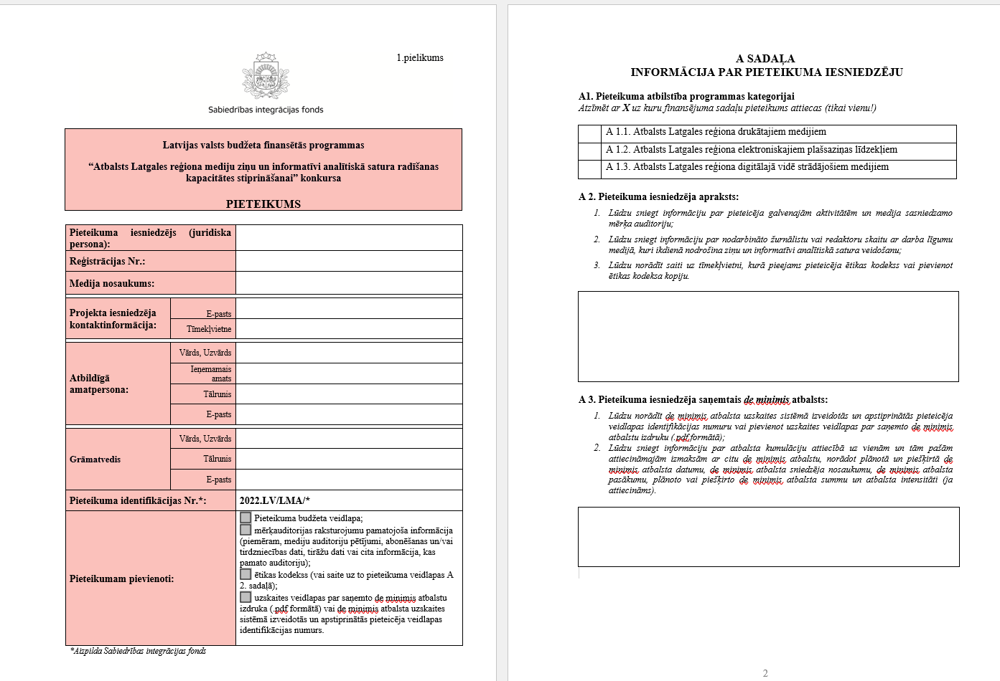 1.pielikums
Sabiedrības integrācijas fonds
Latvijas valsts budžeta finansētās programmas
“Atbalsts Latgales reģiona mediju ziņu un informatīvi analītiskā satura radīšanas
kapacitātes stiprināšanai” konkursa
PIETEIKUMS
Pieteikuma iesniedzējs (juridiska
persona):
Reģistrācijas Nr.:
Medija nosaukums:
Projekta iesniedzēja
kontaktinformācija:
E-pasts
Tīmekļvietne
Atbildīgā
amatpersona:
Vārds, Uzvārds
Ieņemamais
amats
Tālrunis
E-pasts
Grāmatvedis
Vārds, Uzvārds
Tālrunis
E-pasts
Pieteikuma identifikācijas Nr.*:
2022.LV/LMA/*
Pieteikumam pievienoti:
Pieteikuma budžeta veidlapa;
mērķauditorijas raksturojumu pamatojoša informācija
(piemēram, mediju auditoriju pētījumi, abonēšanas un/vai
tirdzniecības dati, tirāžu dati vai cita informācija, kas
pamato auditoriju);
ētikas kodekss (vai saite uz to pieteikuma veidlapas A
2. sadaļā);
uzskaites veidlapas par saņemto de minimis atbalstu
izdruka (.pdf formātā) vai de minimis atbalsta uzskaites
sistēmā izveidotās un apstiprinātās pieteicēja veidlapas
identifikācijas numurs.
*Aizpilda Sabiedrības integrācijas fonds
A SADAĻA
INFORMĀCIJA PAR PIETEIKUMA IESNIEDZĒJU
A1. Pieteikuma atbilstība programmas kategorijai
Atzīmēt ar X uz kuru finansējuma sadaļu pieteikums attiecas (tikai vienu!)
A 1.1. Atbalsts Latgales reģiona drukātajiem medijiem
A 1.2. Atbalsts Latgales reģiona elektroniskajiem plašsaziņas līdzekļiem
A 1.3. Atbalsts Latgales reģiona digitālajā vidē strādājošiem medijiem
A 2. Pieteikuma iesniedzēja apraksts:
1. Lūdzu sniegt informāciju par pieteicēja galvenajām aktivitātēm un medija sasniedzamo
mērķa auditoriju;
2. Lūdzu sniegt informāciju par nodarbināto žurnālistu vai redaktoru skaitu ar darba līgumu
medijā, kuri ikdienā nodrošina ziņu un informatīvi analītiskā satura veidošanu;
3. Lūdzu norādīt saiti uz tīmekļvietni, kurā pieejams pieteicēja ētikas kodekss vai pievienot
ētikas kodeksa kopiju.
A 3. Pieteikuma iesniedzēja saņemtais de minimis atbalsts:
1. Lūdzu norādīt de minimis atbalsta uzskaites sistēmā izveidotās un apstiprinātās pieteicēja
veidlapas identifikācijas numuru vai pievienot uzskaites veidlapas par saņemto de minimis
atbalstu izdruku (.pdf formātā);
2. Lūdzu sniegt informāciju par atbalsta kumulāciju attiecībā uz vienām un tām pašām
attiecināmajām izmaksām ar citu de minimis atbalstu, norādot plānotā un piešķirtā de
minimis atbalsta datumu, de minimis atbalsta sniedzēja nosaukumu, de minimis atbalsta
pasākumu, plānoto vai piešķirto de minimis atbalsta summu un atbalsta intensitāti (ja
attiecināms).
2